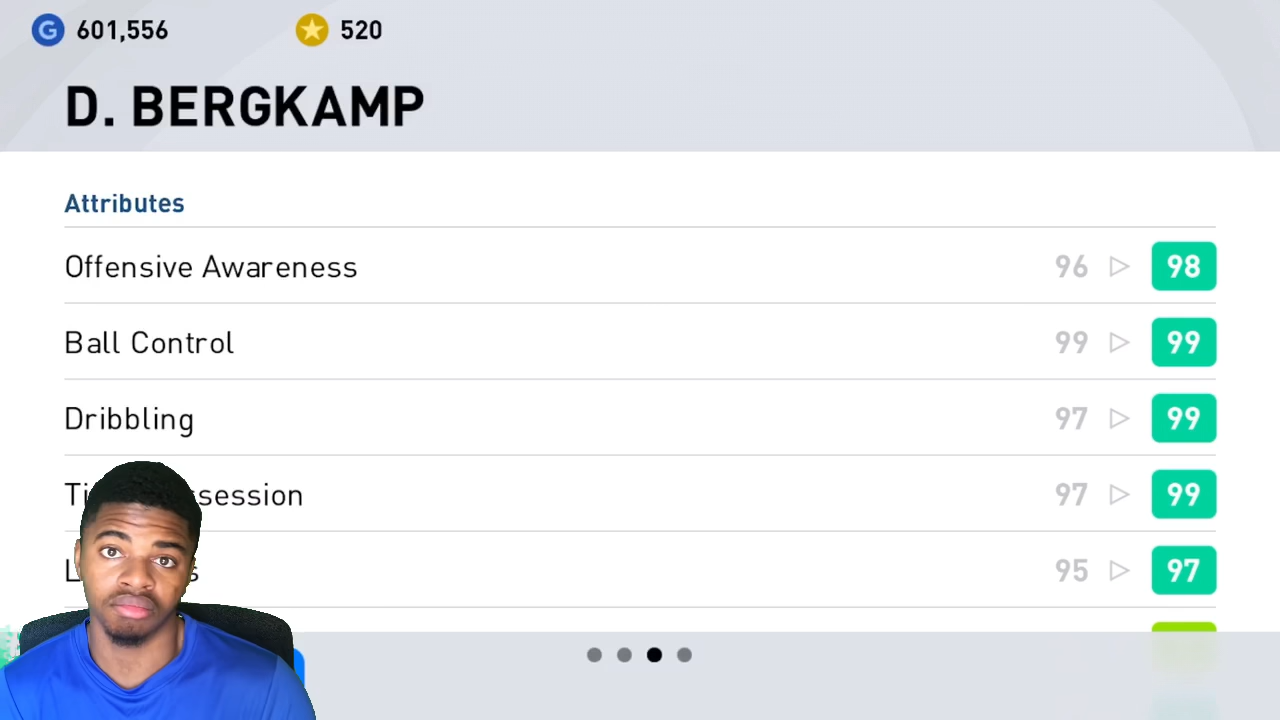 G 601,556 520
D. BERGKAMP
Attributes
Offensive Awareness 96 98
Ball Control 99 99
Dribbling 97 99
97 99
95 97